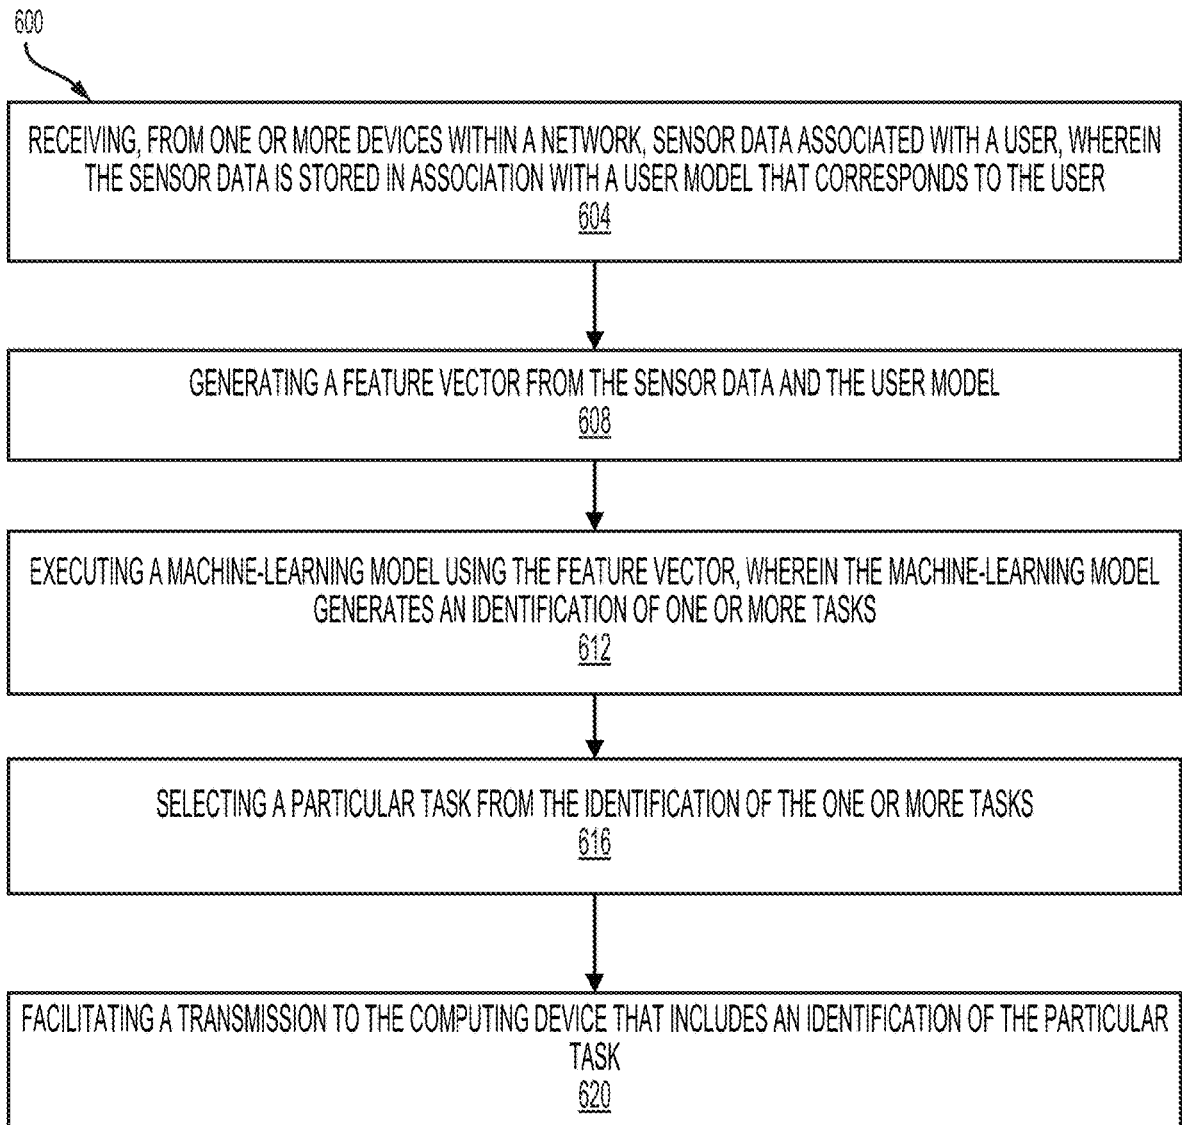 600
RECEIVING, FROM ONE OR MORE DEVICES WITHIN A NETWORK, SENSOR DATA ASSOCIATED WITH A USER, WHEREIN
THE SENSOR DATA IS STORED IN ASSOCIATION WITH A USER MODEL THAT CORRESPONDS TO THE USER
604
GENERATING A FEATURE VECTOR FROM THE SENSOR DATA AND THE USER MODEL
608
EXECUTING A MACHINE-LEARNING MODEL USING THE FEATURE VECTOR, WHEREIN THE MACHINE-LEARNING MODEL
GENERATES AN IDENTIFICATION OF ONE OR MORE TASKS
612
SELECTING A PARTICULAR TASK FROM THE IDENTIFICATION OF THE ONE OR MORE TASKS
616
FACILITATING A TRANSMISSION TO THE COMPUTING DEVICE THAT INCLUDES AN IDENTIFICATION OF THE PARTICULAR
TASK
620